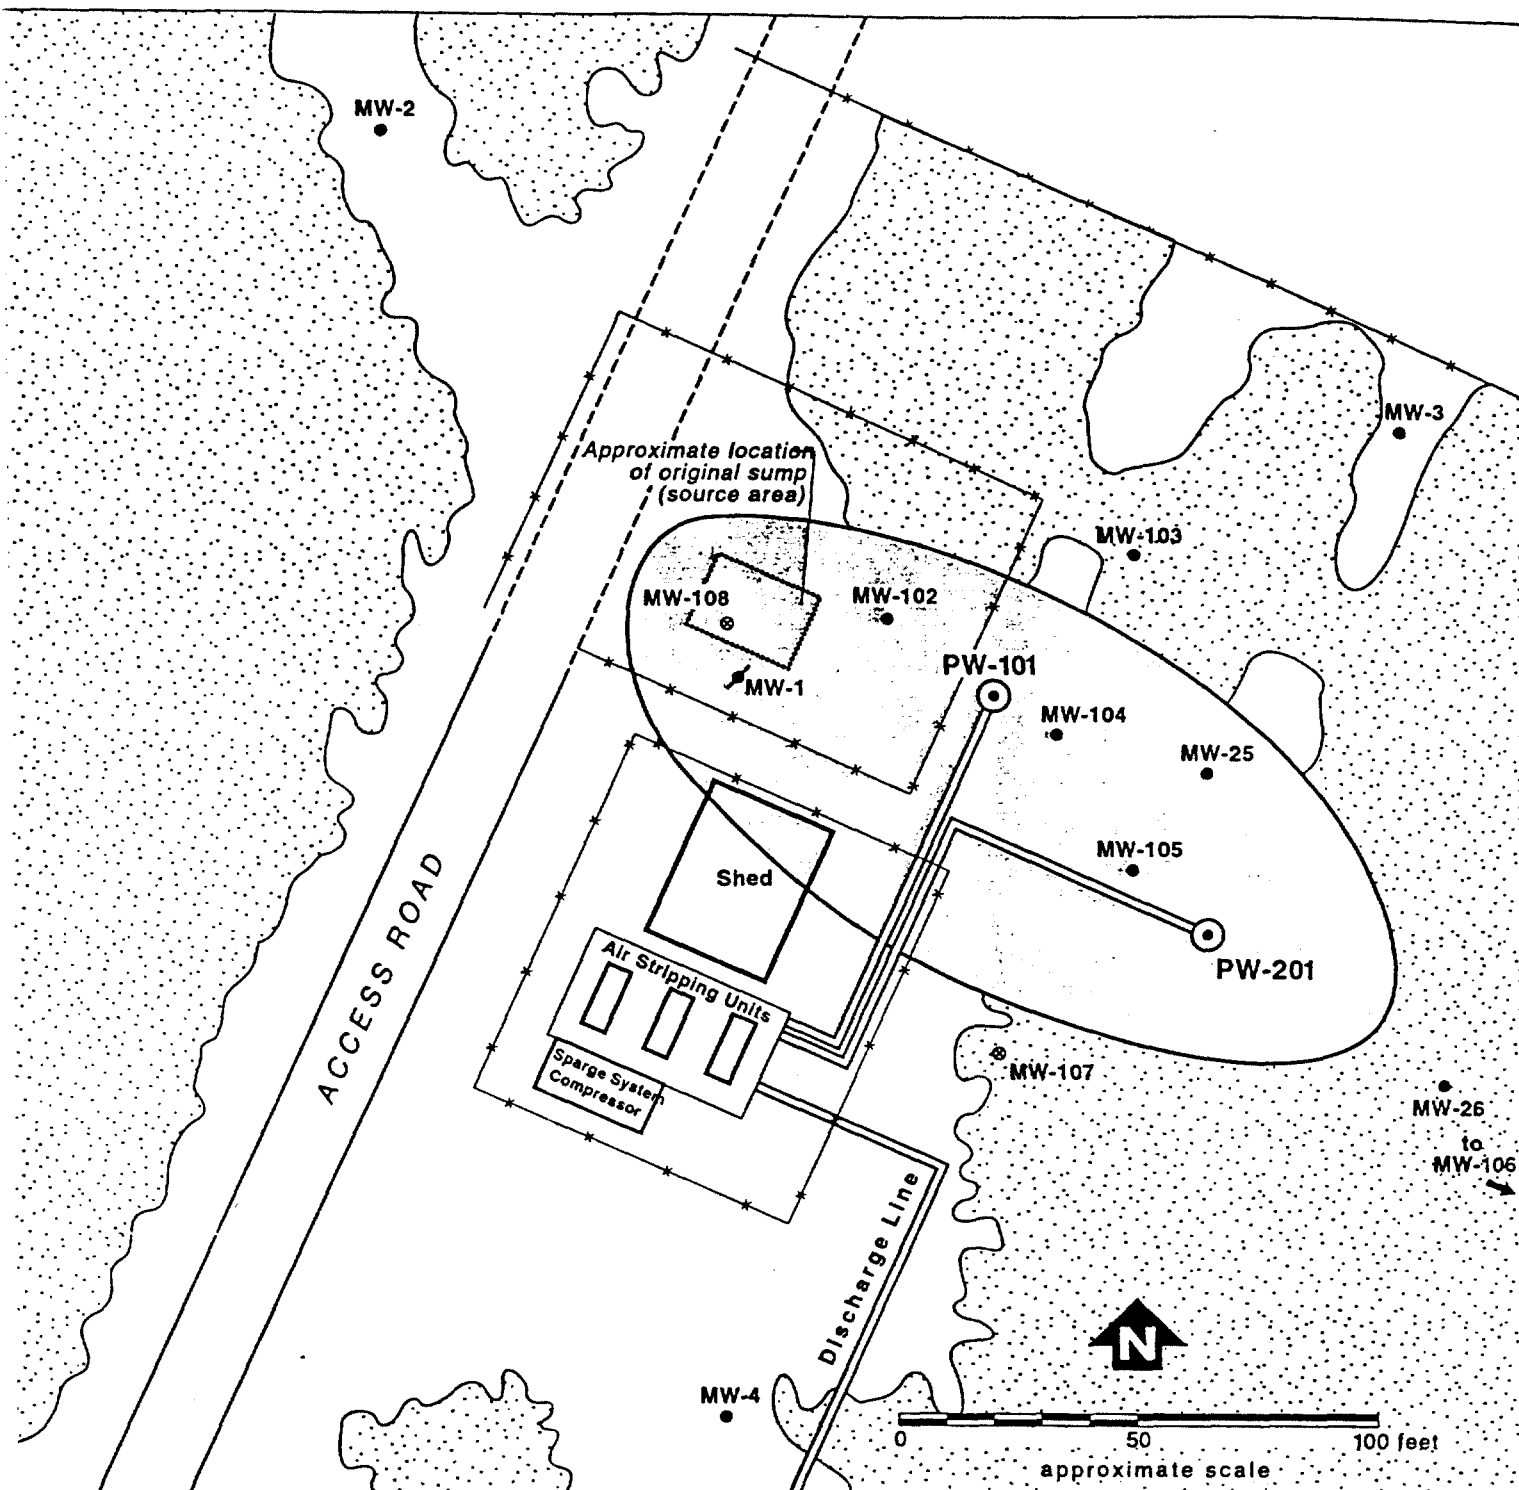 MW-2
MW-3
Approximate location
of original sump
(source area)
MW-103
MW-108
MW-102
PW-101
MW-1
MW-104
MW-25
MW-105
Shed
PW-201
Air Stripping Units
ACCESS ROAD
Sparge System
Compressor
MW-107
MW-26
to
MW-106
Discharge Line
N
MW-4
0 50 100 feet
approximate scale